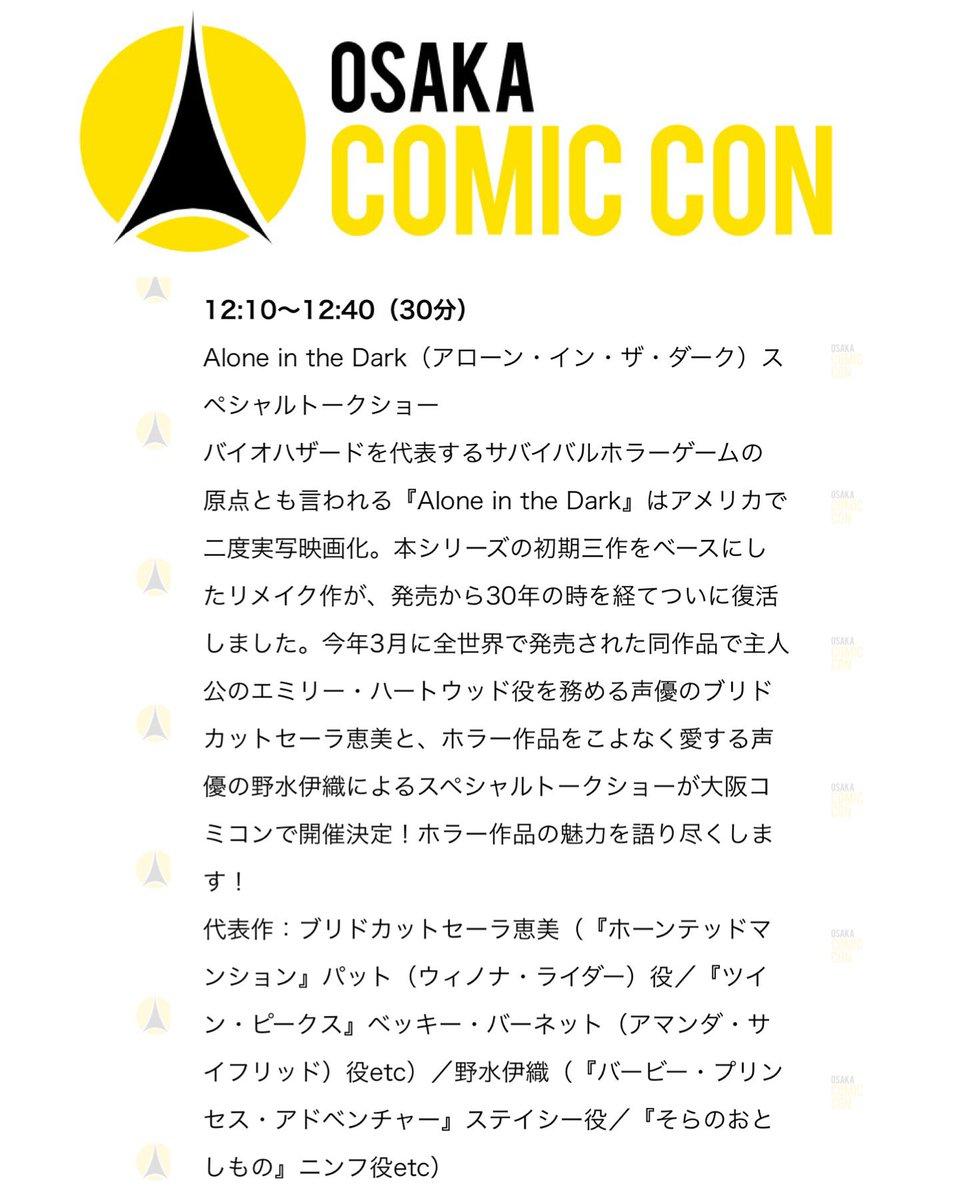 OSAKA
COMIC CON
12:10〜12:40（30分）
Alone in the Dark（アローン・イン・ザ・ダーク）ス
ペシャルトークショー
バイオハザードを代表するサバイバルホラーゲームの
原点とも言われる『Alone in the Dark』はアメリカで
二度実写映画化。本シリーズの初期三作をベースにし
たリメイク作が、発売から30年の時を経てついに復活
しました。今年3月に全世界で発売された同作品で主人
公のエミリー・ハートウッド役を務める声優のブリド
カットセーラ恵美と、ホラー作品をこよなく愛する声
優の野水伊織によるスペシャルトークショーが大阪コ
ミコンで開催決定！ホラー作品の魅力を語り尽くしま
す！
代表作：ブリドカットセーラ恵美（『ホーンテッドマ
ンション』パット（ウィノナ・ライダー）役／『ツイ
ン・ピークス』ベッキー・バーネット（アマンダ・サ
イフリッド）役etc）／野水伊織（『バービー・プリン
セス・アドベンチャー』ステイシー役／『そらのおと
しもの』ニンフ役etc）
OSAKA
COMIC
CON
OSAKA
COMIC
CON
OSAKA
COMIC
CON
OSAKA
COMIC
CON
OSAKA
COMIC
CON
OSAKA
COMIC
CON